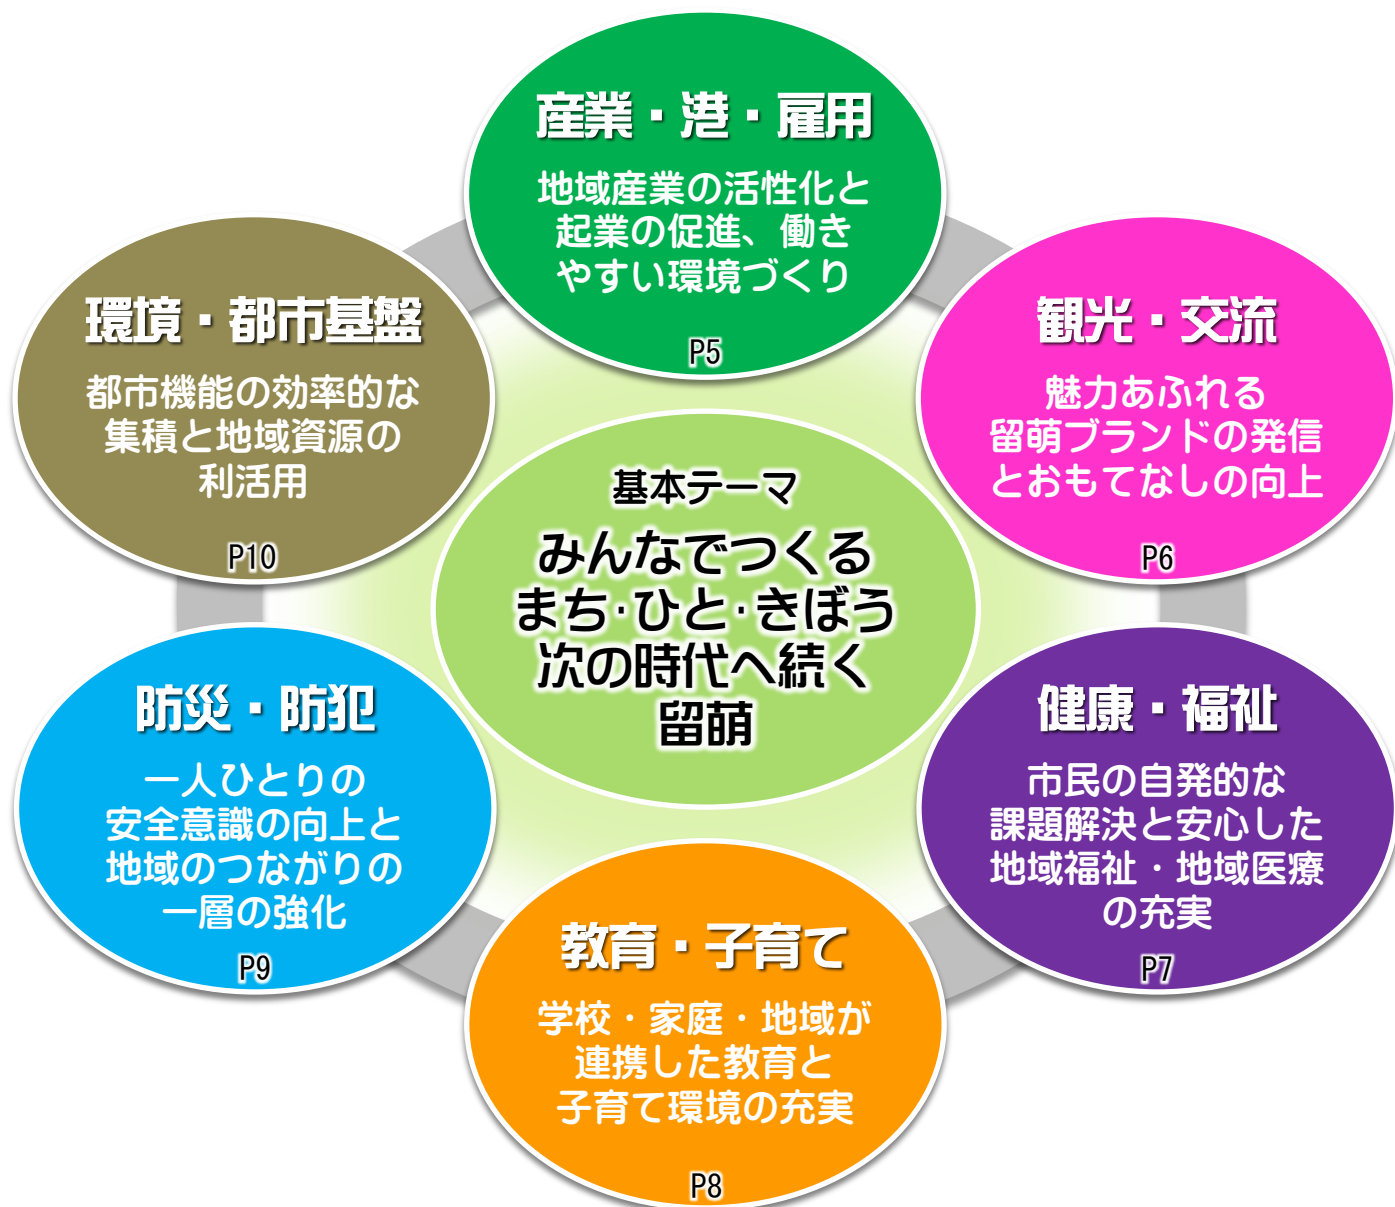 産業・港・雇用
地域産業の活性化と
起業の促進、働き
やすい環境づくり
P5
観光・交流
魅力あふれる
留萌ブランドの発信
とおもてなしの向上
P6
健康・福祉
市民の自発的な
課題解決と安心した
地域福祉・地域医療
の充実
P7
教育・子育て
学校・家庭・地域が
連携した教育と
子育て環境の充実
P8
防災・防犯
一人ひとりの
安全意識の向上と
地域のつながりの
一層の強化
P9
環境・都市基盤
都市機能の効率的な
集積と地域資源の
利活用
P10
基本テーマ
みんなでつくる
まち・ひと・きぼう
次の時代へ続く
留萌